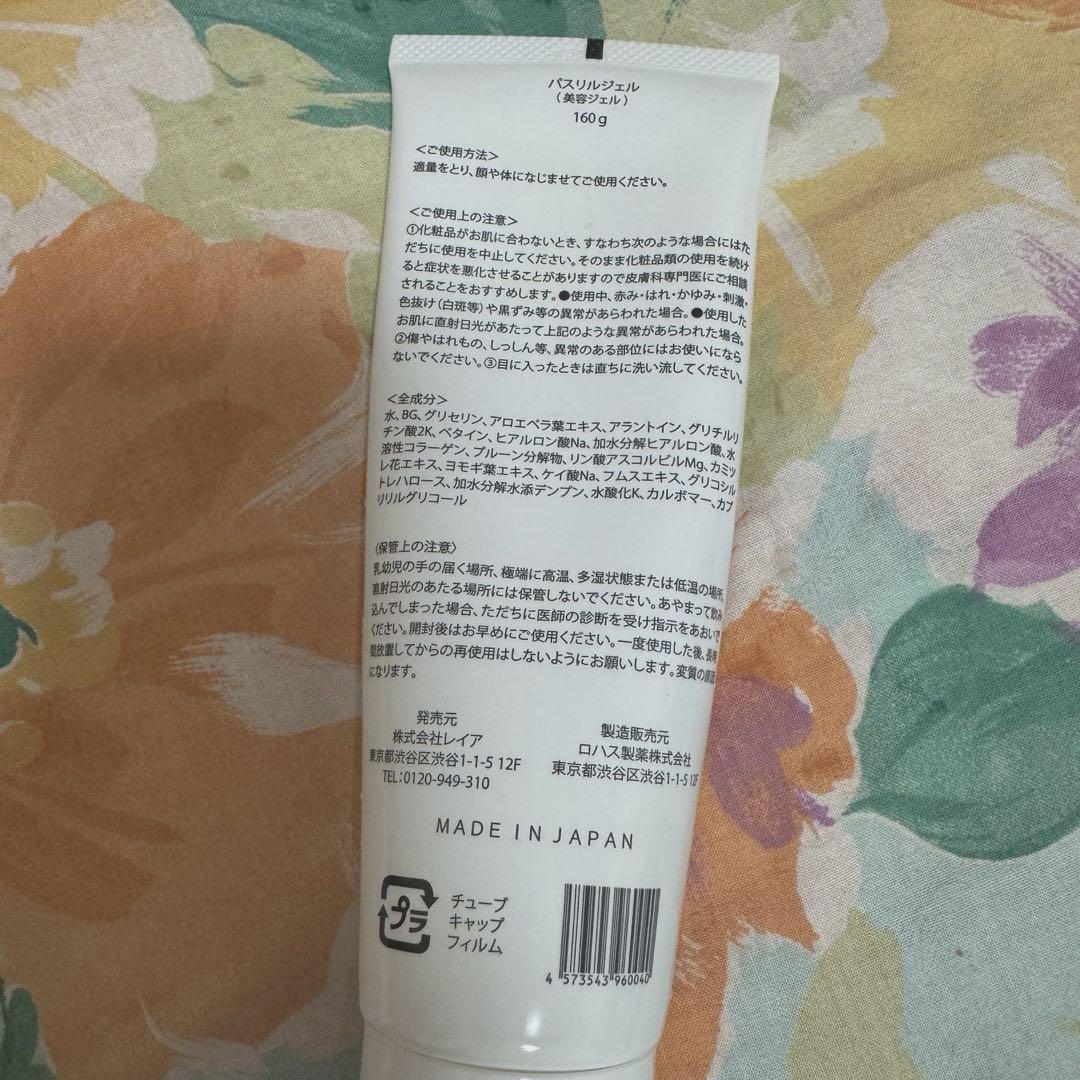 パスリルジェル
(美容ジェル)
160g
＜ご使用方法＞
適量をとり、顔や体になじませてご使用ください。
＜ご使用上の注意＞
①化粧品がお肌に合わないとき、すなわち次のような場合にはた
だちに使用を中止してください。そのまま化粧品類の使用を続け
ると症状を悪化させることがありますので皮膚科専門医にご相談
されることをおすすめします。●使用中、赤み・はれ・かゆみ・刺激・
色抜け(白斑等)や黒ずみ等の異常があらわれた場合。●使用した
お肌に直射日光があたって上記のような異常があらわれた場合。
②傷やはれもの、しっしん等、異常のある部位にはお使いになら
ないでください。③目に入ったときは直ちに洗い流してください。
＜全成分＞
水、BG、グリセリン、アロエベラ葉エキス、アラントイン、グリチルリ
チン酸2K、ベタイン、ヒアルロン酸Na、加水分解ヒアルロン酸、水
溶性コラーゲン、プルーン分解物、リン酸アスコルビルMg、カミツ
レ花エキス、ヨモギ葉エキス、ケイ酸Na、フムスエキス、グリコシル
トレハロース、加水分解水添デンプン、水酸化K、カルボマー、カプ
リリルグリコール
〈保管上の注意〉
乳幼児の手の届く場所、極端に高温、多湿状態または低温の場所、
直射日光のあたる場所には保管しないでください。あやまって飲み
込んでしまった場合、ただちに医師の診断を受け指示をあおいで
ください。開封後はお早めにご使用ください。一度使用した後、長時
間放置してからの再使用はしないようにお願いします。変質の原因
になります。
発売元
株式会社レイア
東京都渋谷区渋谷1-1-5 12F
TEL:0120-949-310
製造販売元
ロハス製薬株式会社
東京都渋谷区渋谷1-1-5 12F
MADE IN JAPAN
プラ
チューブ
キャップ
フィルム
4 573543 960040